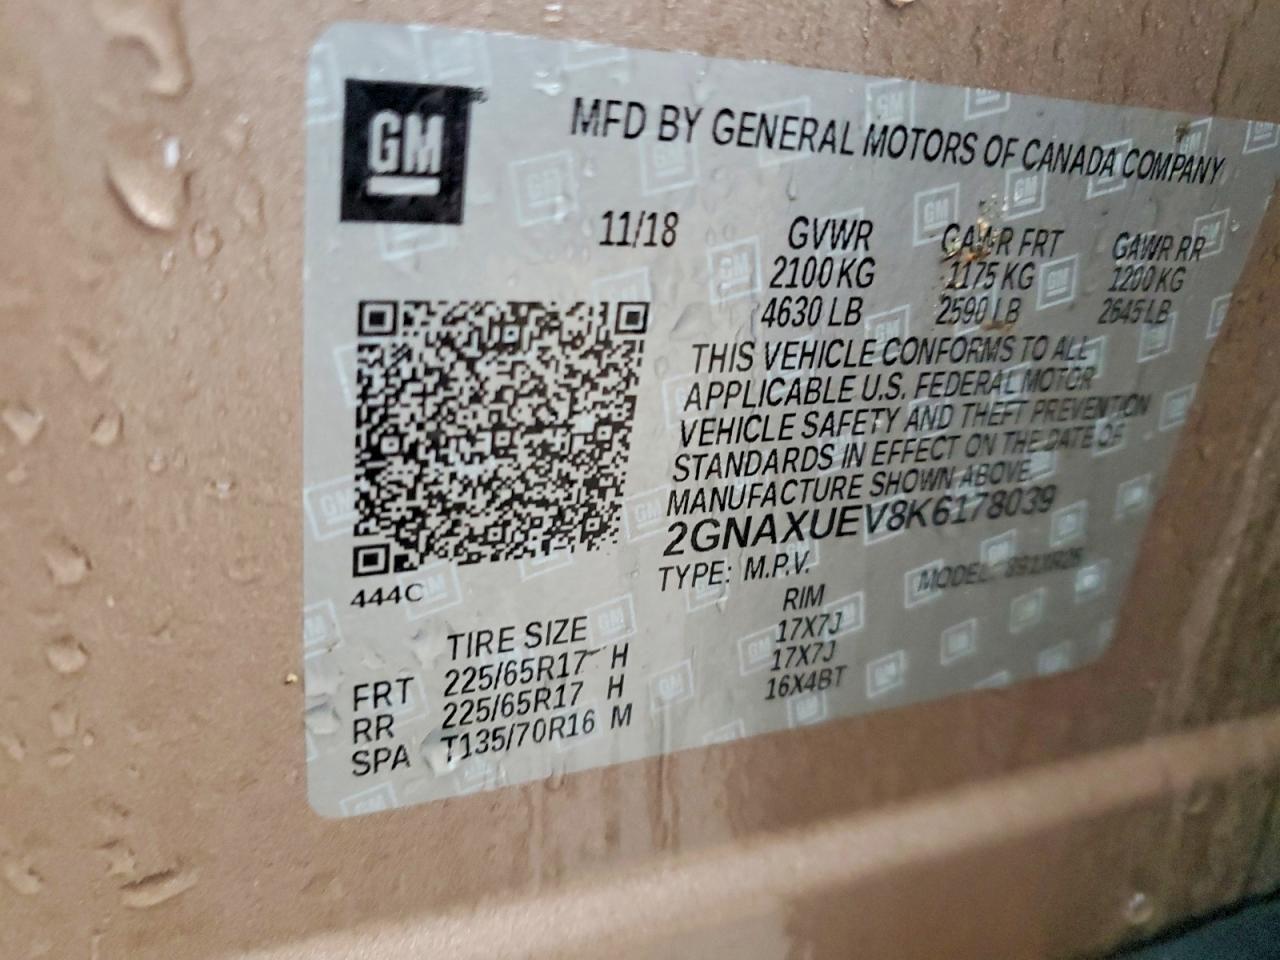 GM
MFD BY GENERAL MOTORS OF CANADA COMPANY
11/18 GVWR GAWR FRT GAWR RR
2100 KG 1175 KG 1200 KG
4630 LB 2590 LB 2645 LB
THIS VEHICLE CONFORMS TO ALL
APPLICABLE U.S. FEDERAL MOTOR
VEHICLE SAFETY AND THEFT PREVENTION
STANDARDS IN EFFECT ON THE DATE OF
MANUFACTURE SHOWN ABOVE.
2GNAXUEV8K6178039
TYPE: M.P.V. MODEL:
444C
TIRE SIZE RIM
FRT 225/65R17 H 17X7J
RR 225/65R17 H 17X7J
SPA T135/70R16 M 16X4BT